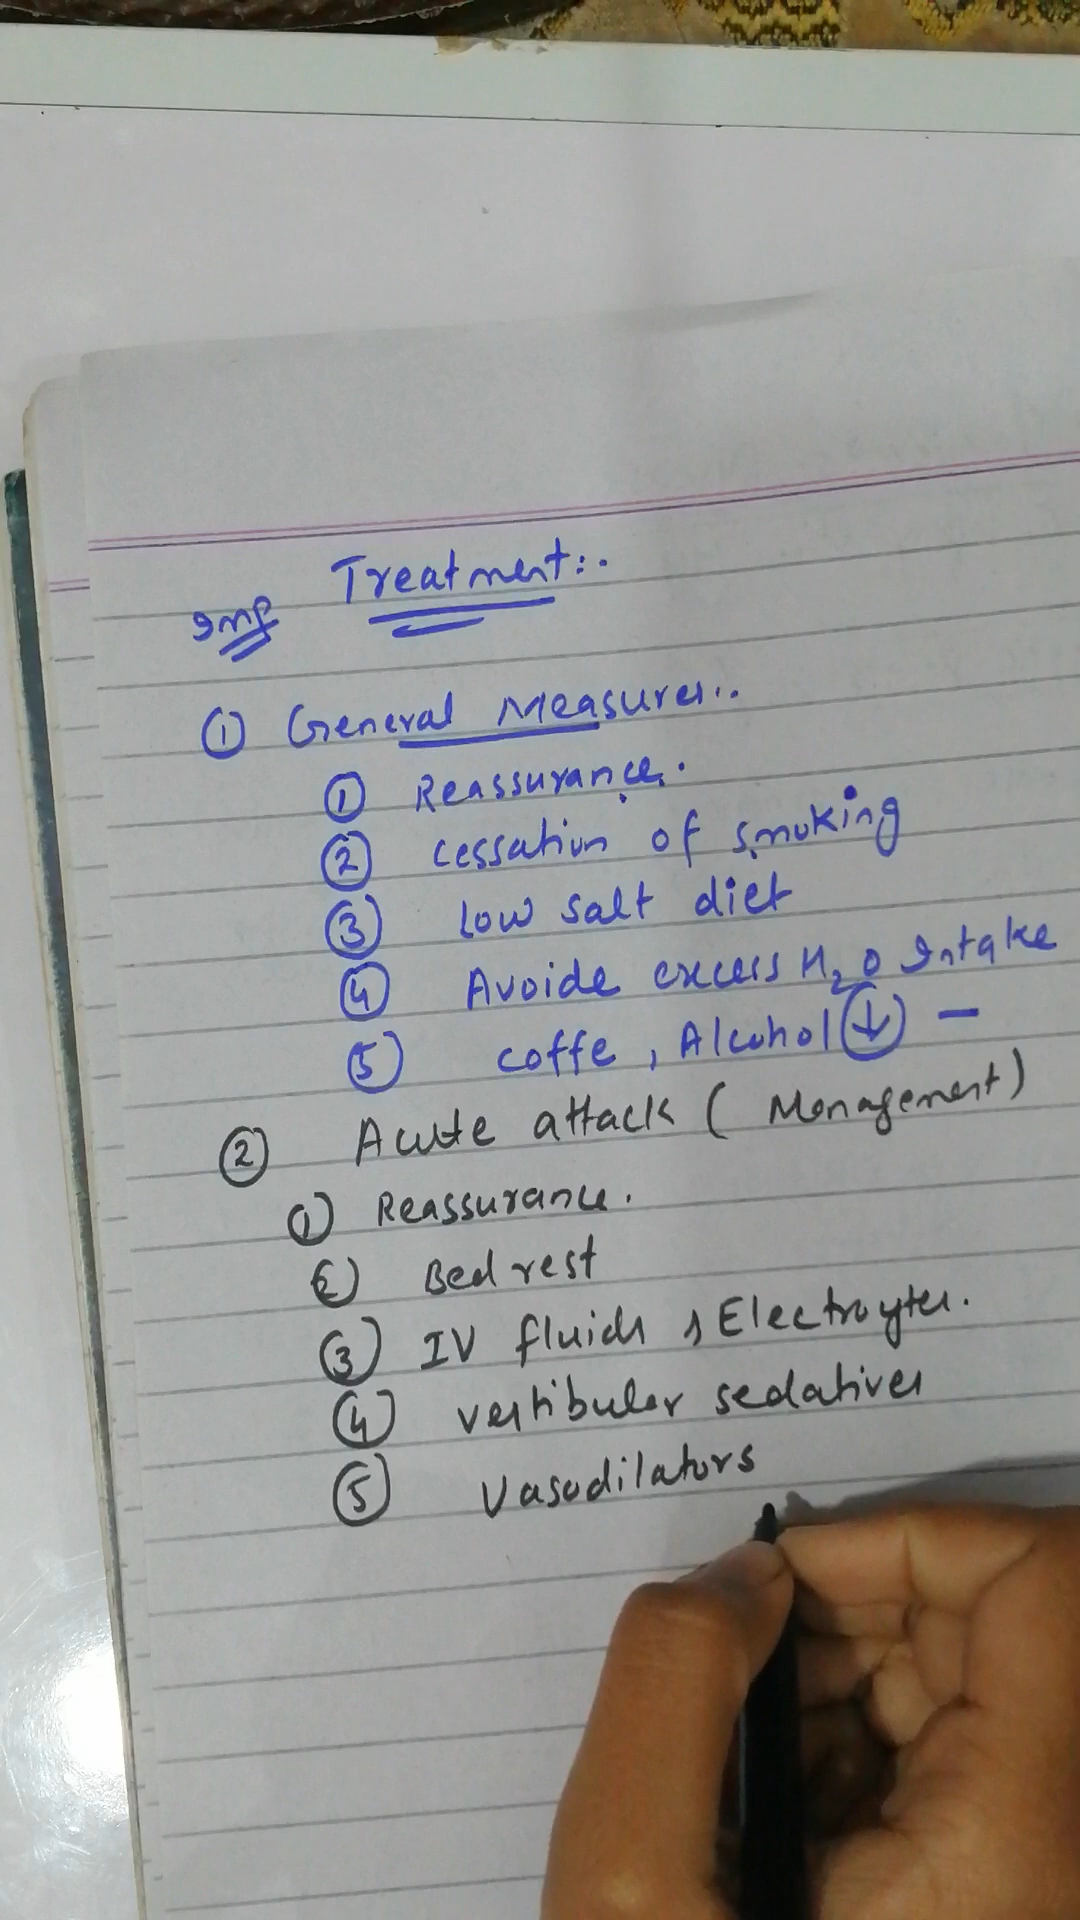 Treatment:.
Imp
① General Measures..
① Reassurance.
② Cessation of smoking
③ low salt diet
④ Avoide excess H₂O Intake
⑤ coffe, Alcohol ↓ -
② Acute attack ( Management)
① Reassurance.
② Bed rest
③ IV fluids, Electroytes.
④ vestibular sedatives
⑤ Vasodilators